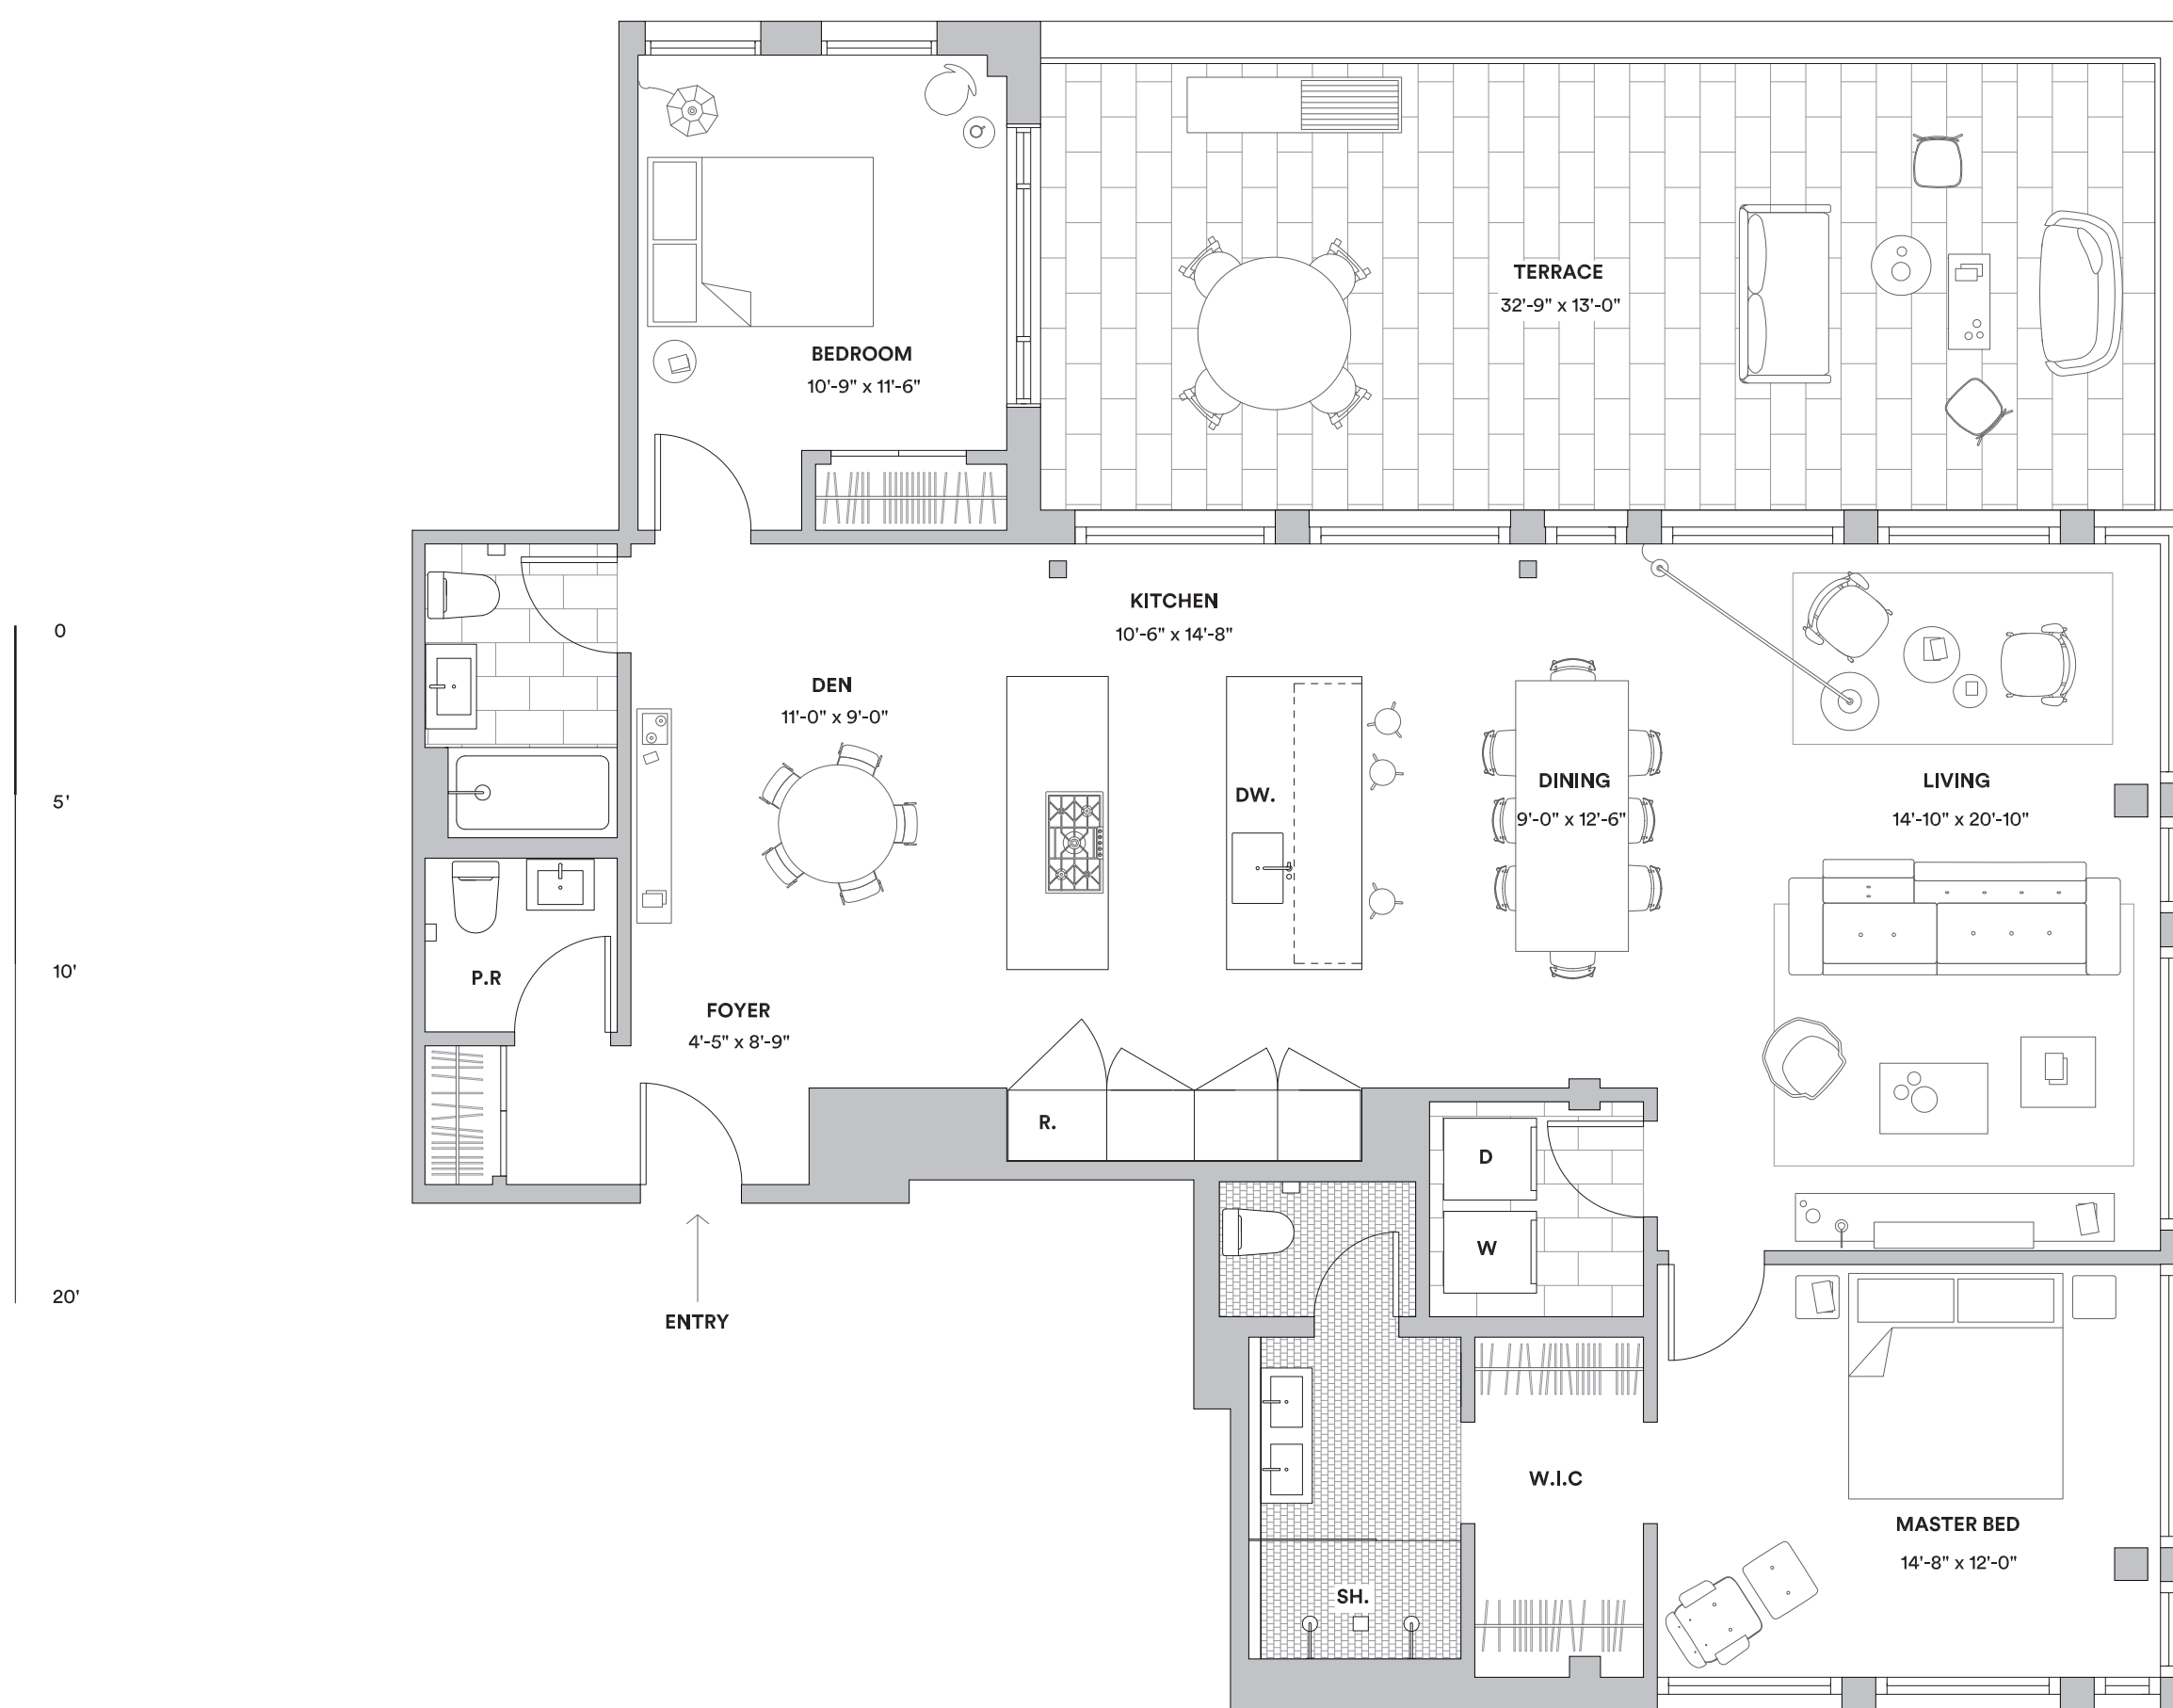 TERRACE
32'-9" x 13'-0"
BEDROOM
10'-9" x 11'-6"
KITCHEN
10'-6" x 14'-8"
0
DEN
11'-0" x 9'-0"
5'
DW.
DINING
9'-0" x 12'-6"
LIVING
14'-10" x 20'-10"
10'
P.R
FOYER
4'-5" x 8'-9"
R.
D
W
20'
ENTRY
W.I.C
MASTER BED
14'-8" x 12'-0"
SH.